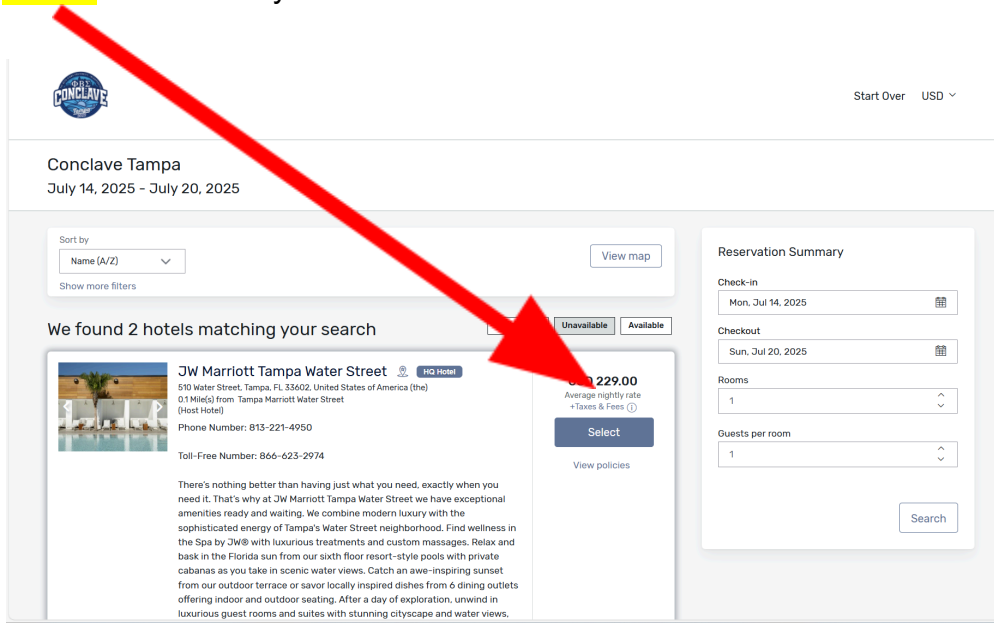 ΦΒΣ
CONCLAVE
TAMPA
Start Over USD
Conclave Tampa
July 14, 2025 - July 20, 2025
Sort by
Name (A/Z)
Show more filters
View map
We found 2 hotels matching your search
Unavailable
Available
JW Marriott Tampa Water Street
HQ Hotel
510 Water Street, Tampa, FL 33602, United States of America (the)
0.1 Mile(s) from Tampa Marriott Water Street
(Host Hotel)
Phone Number: 813-221-4950
Toll-Free Number: 866-623-2974
There's nothing better than having just what you need, exactly when you
need it. That's why at JW Marriott Tampa Water Street we have exceptional
amenities ready and waiting. We combine modern luxury with the
sophisticated energy of Tampa's Water Street neighborhood. Find wellness in
the Spa by JW® with luxurious treatments and custom massages. Relax and
bask in the Florida sun from our sixth floor resort-style pools with private
cabanas as you take in scenic water views. Catch an awe-inspiring sunset
from our outdoor terrace or savor locally inspired dishes from 6 dining outlets
offering indoor and outdoor seating. After a day of exploration, unwind in
luxurious guest rooms and suites with stunning cityscape and water views,
229.00
Average nightly rate
+Taxes & Fees
Select
View policies
Reservation Summary
Check-in
Mon, Jul 14, 2025
Checkout
Sun, Jul 20, 2025
Rooms
1
Guests per room
1
Search